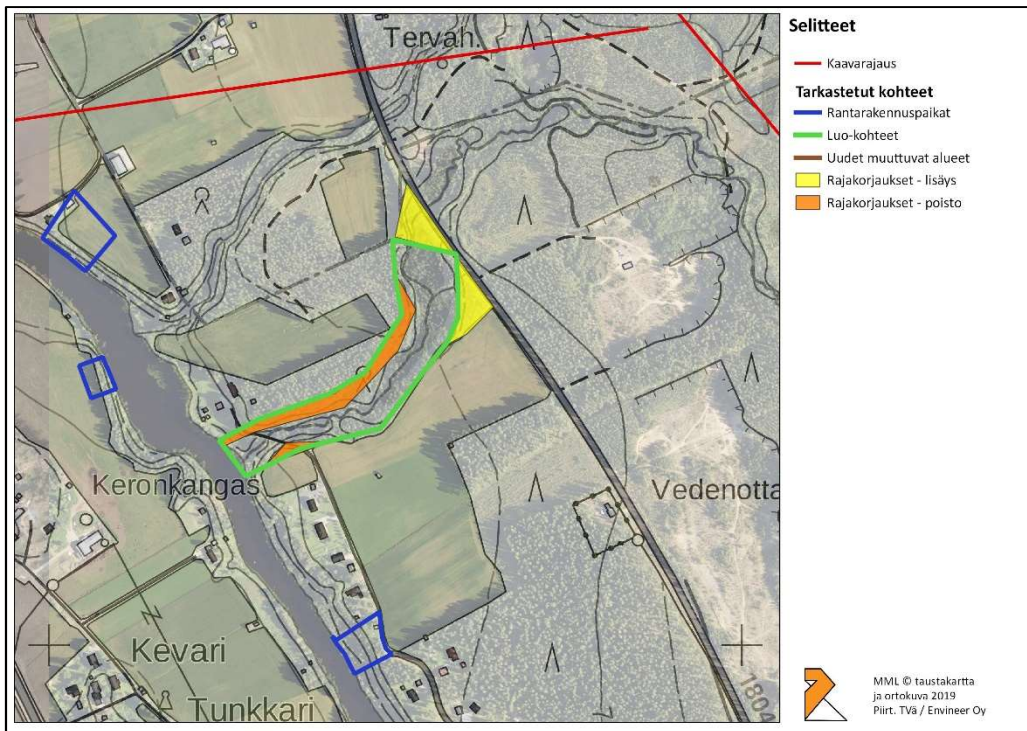 Tervah.
Keronkangas
Vedenotta
Kevari
Tunkkari
1804
Selitteet
Kaavarajaus
Tarkastetut kohteet
Rantarakennuspaikat
Luo-kohteet
Uudet muuttuvat alueet
Rajakorjaukset - lisäys
Rajakorjaukset - poisto
MML © taustakartta
ja ortokuva 2019
Piirt. TVä / Envineer Oy